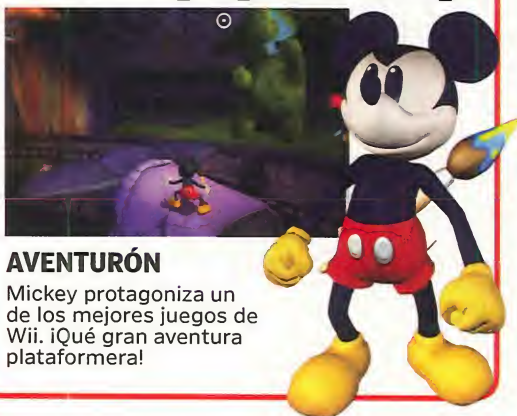 AVENTURÓN
Mickey protagoniza un
de los mejores juegos de
Wii. ¡Qué gran aventura
plataformera!